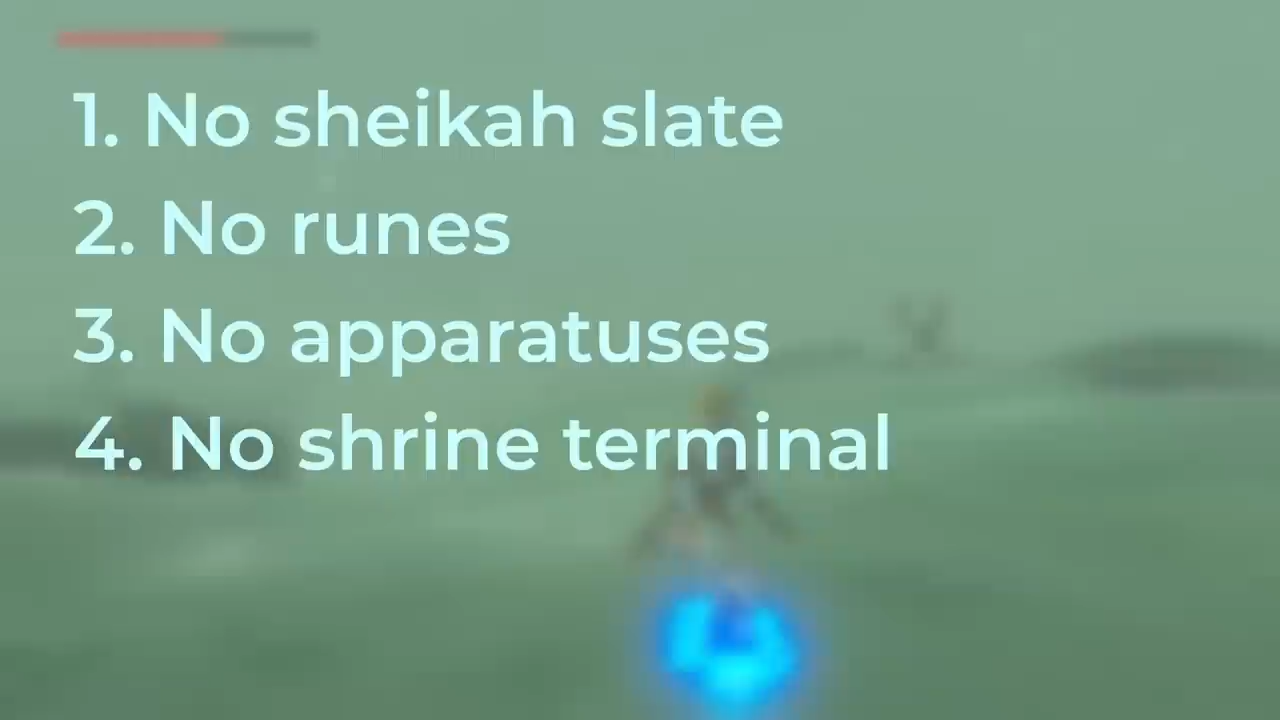 1. No sheikah slate
2. No runes
3. No apparatuses
4. No shrine terminal